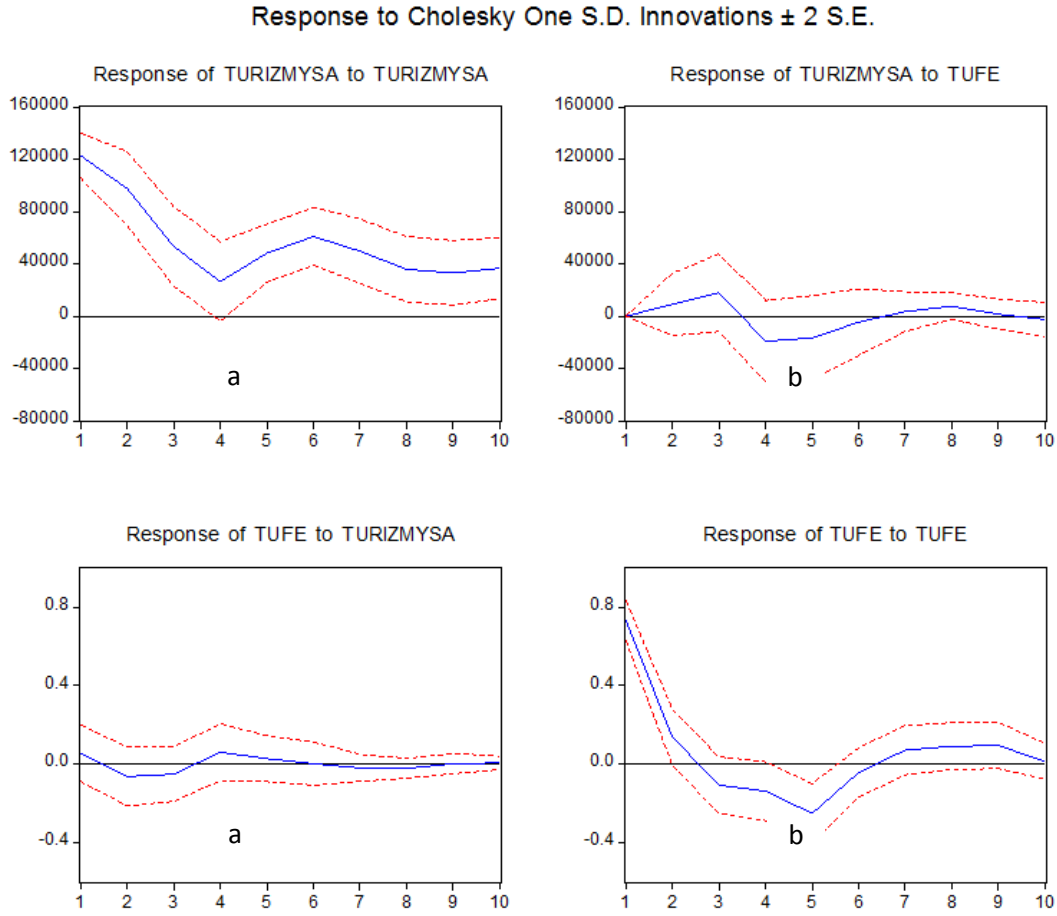 Response to Cholesky One S.D. Innovations ± 2 S.E.
Response of TURIZMYSA to TURIZMYSA
160000
120000
80000
40000
0
-40000
-80000
a
1 2 3 4 5 6 7 8 9 10
Response of TURIZMYSA to TUFE
160000
120000
80000
40000
0
-40000
-80000
b
1 2 3 4 5 6 7 8 9 10
Response of TUFE to TURIZMYSA
0.8
0.4
0.0
-0.4
a
1 2 3 4 5 6 7 8 9 10
Response of TUFE to TUFE
0.8
0.4
0.0
-0.4
b
1 2 3 4 5 6 7 8 9 10